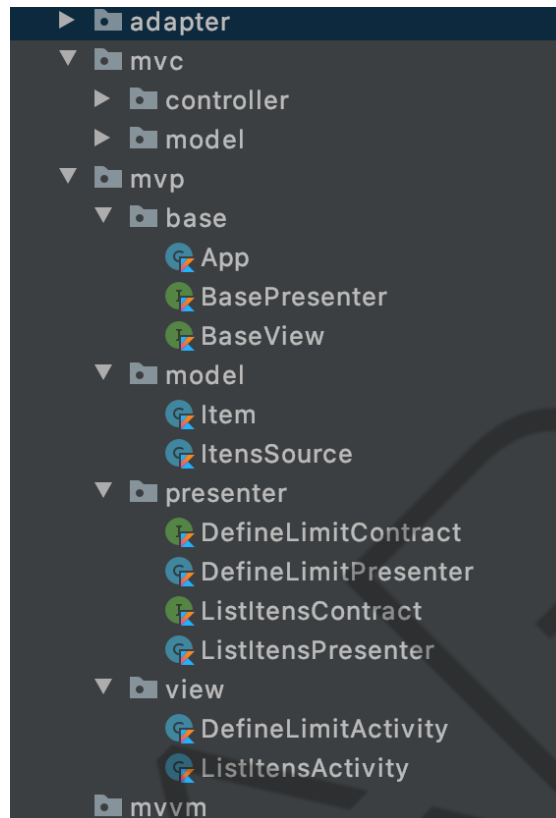 adapter
mvc
controller
model
mvp
base
App
BasePresenter
BaseView
model
Item
ItensSource
presenter
DefineLimitContract
DefineLimitPresenter
ListItensContract
ListItensPresenter
view
DefineLimitActivity
ListItensActivity
mvvm